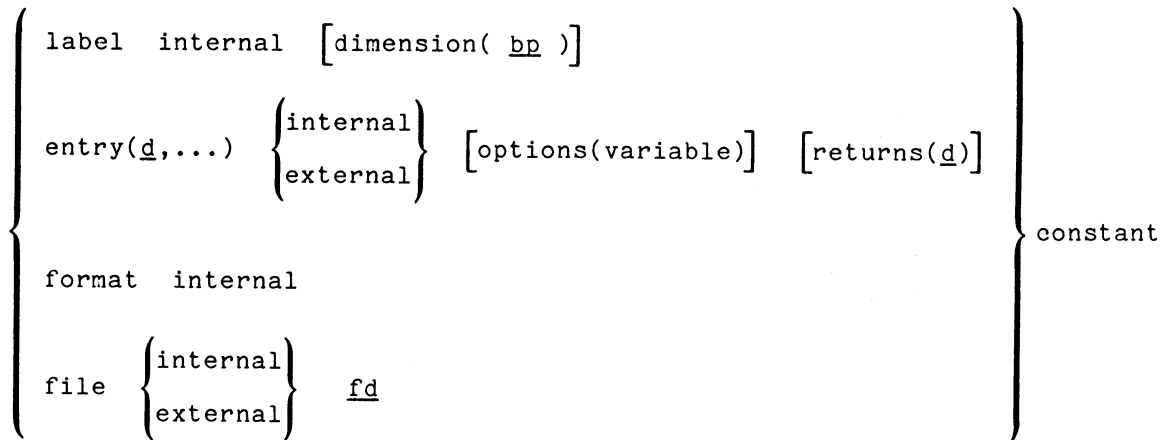 label internal [dimension( bp )]
internal
entry(d,...) [options(variable)] [returns(d)]
external
constant
format internal
internal
file fd
external